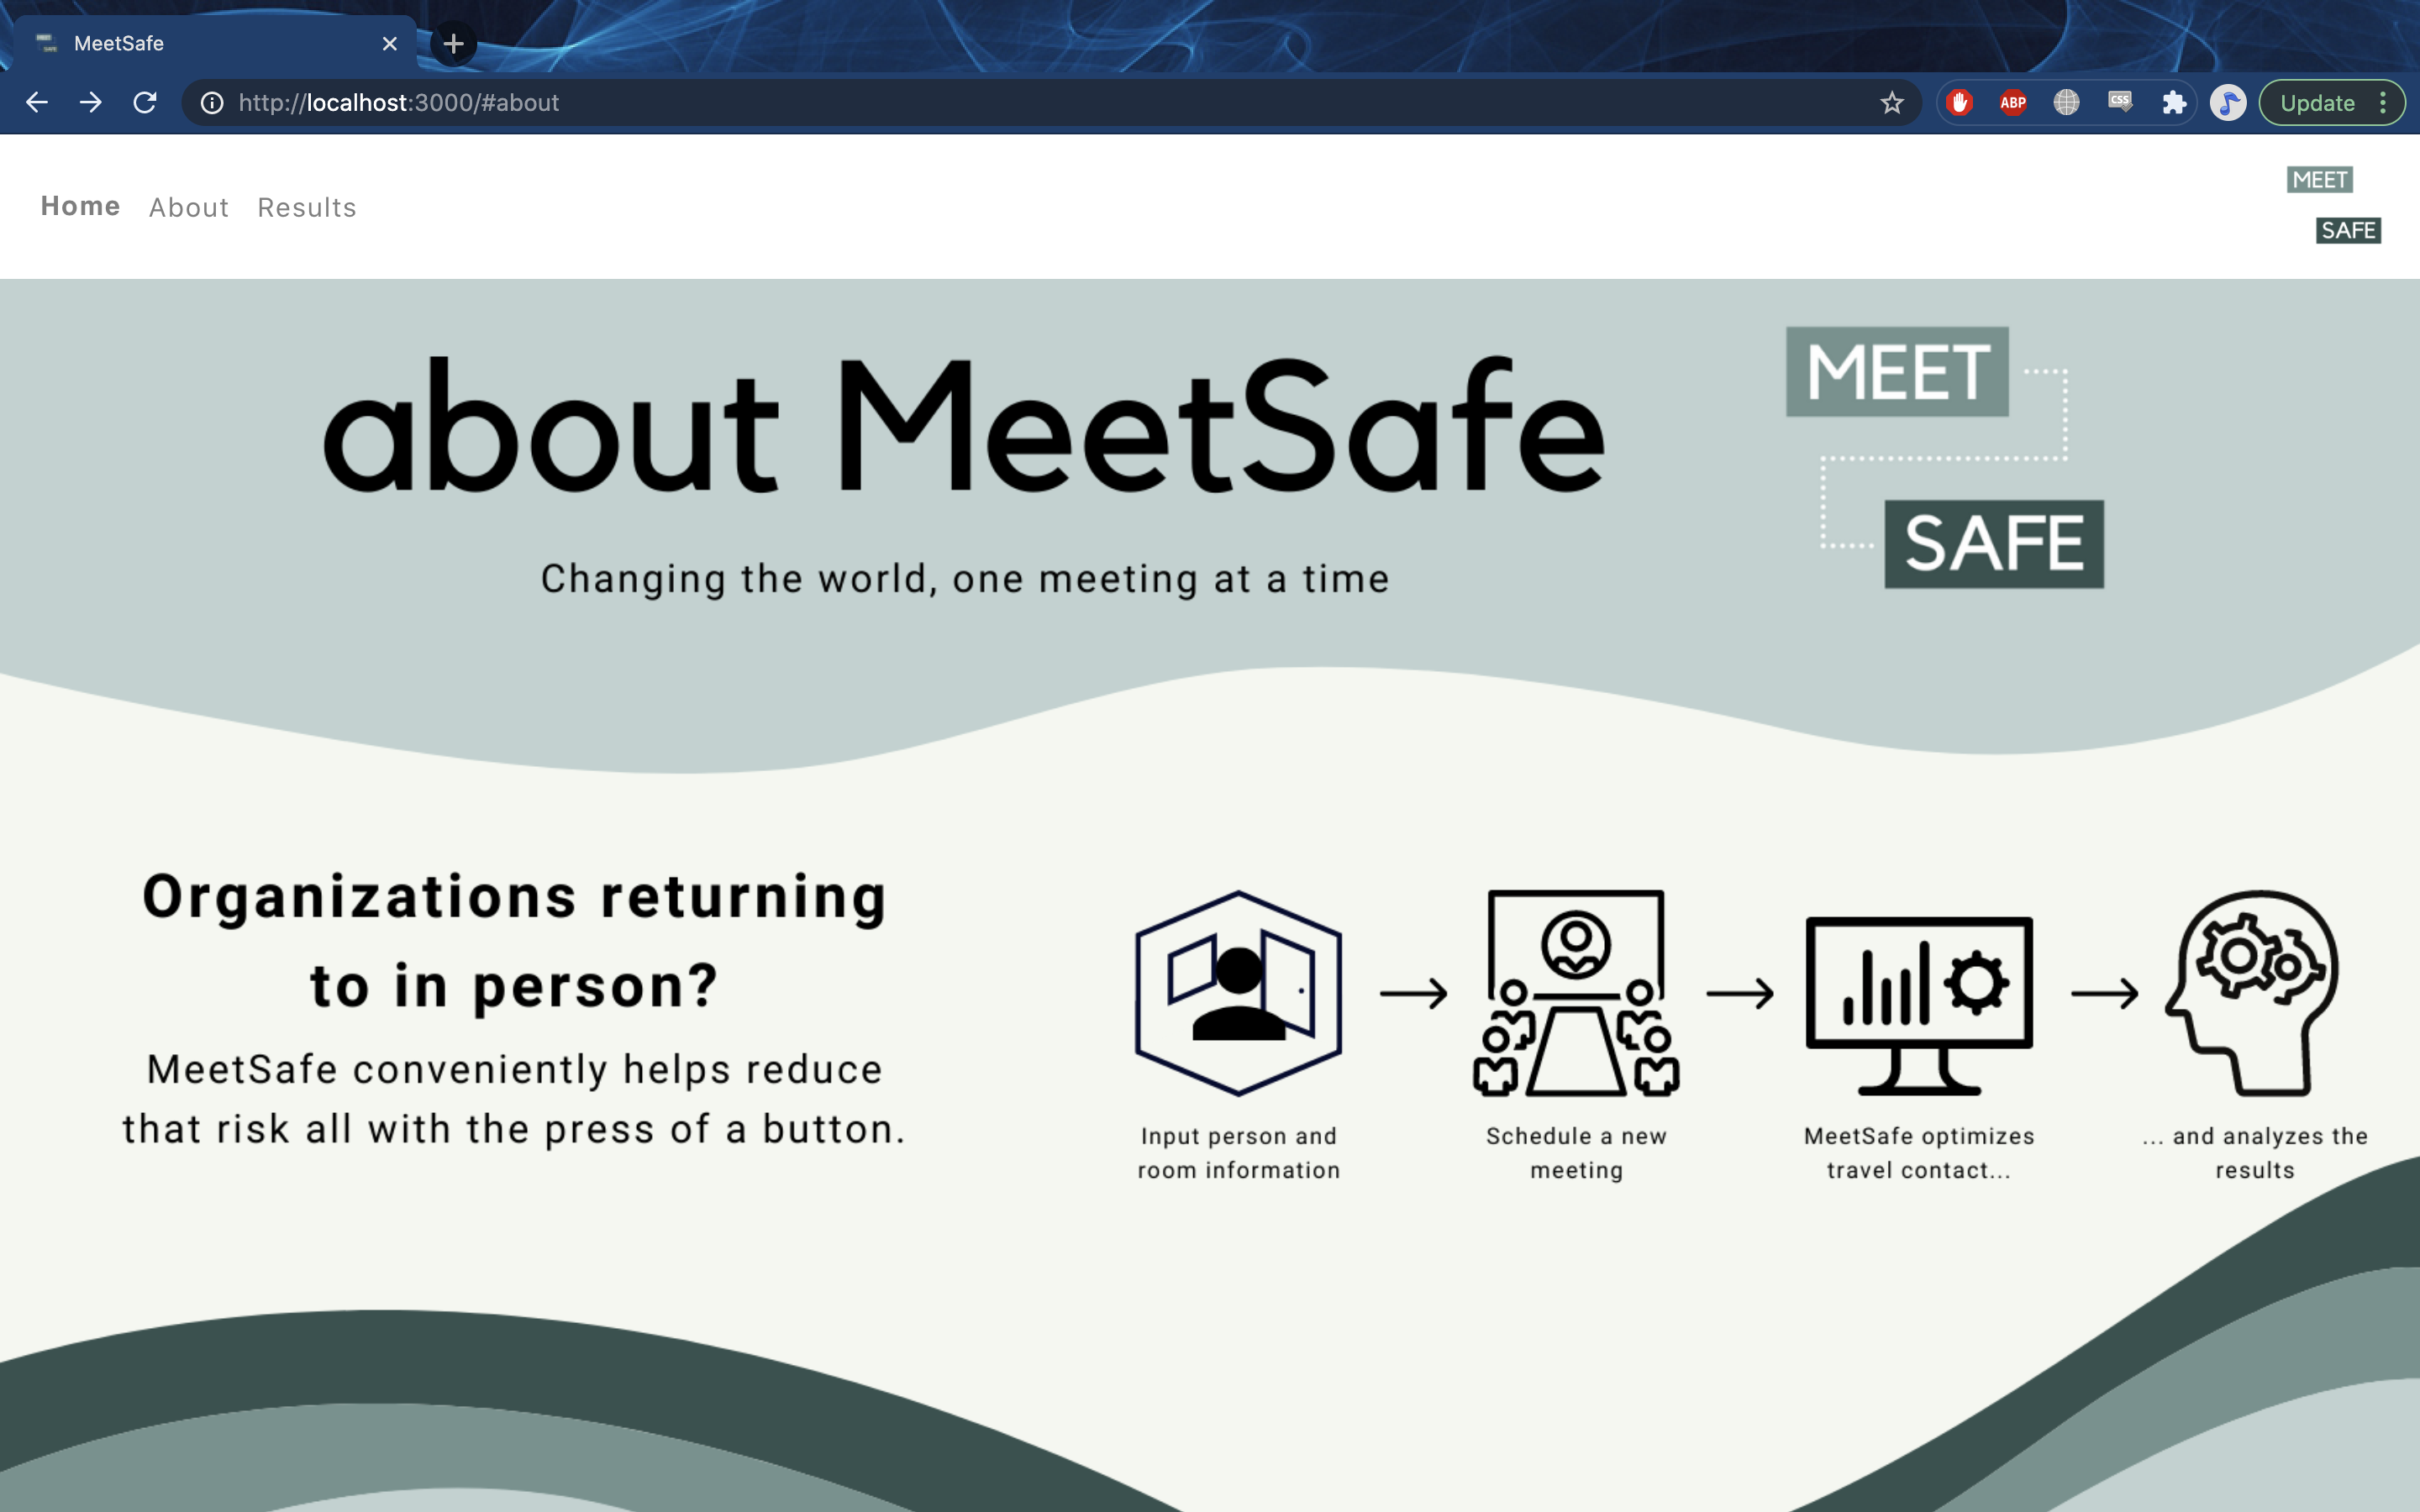 MeetSafe
http://localhost:3000/#about
ABP
CSS
Update
Home About Results
MEET
SAFE
about MeetSafe
MEET
SAFE
Changing the world, one meeting at a time
Organizations returning
to in person?
MeetSafe conveniently helps reduce
that risk all with the press of a button.
Input person and
room information
Schedule a new
meeting
MeetSafe optimizes
travel contact...
... and analyzes the
results